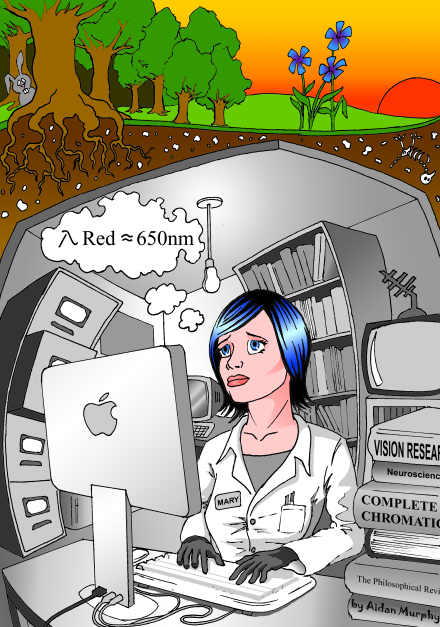 λ Red ≈ 650nm
MARY
VISION RESEAR
Neuroscienc
COMPLETE
CHROMATIC
The Philosophical Revi
by Aidan Murphy